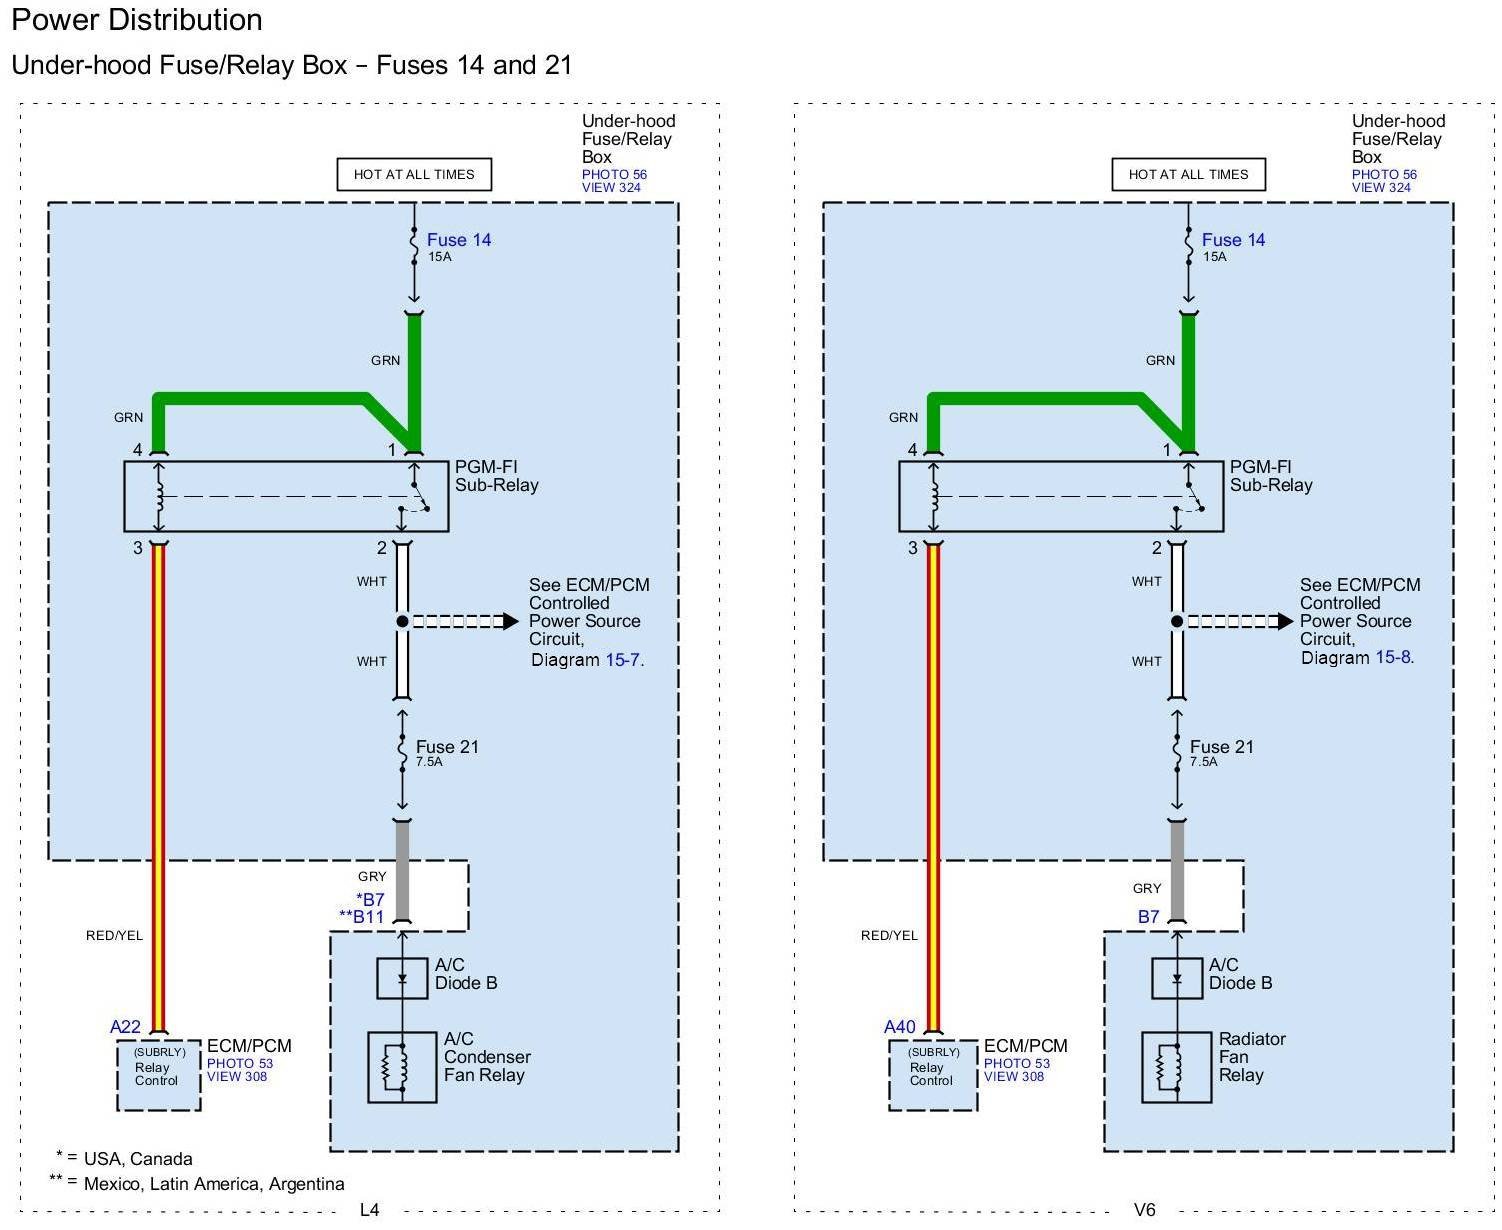 Power Distribution
Under-hood Fuse/Relay Box – Fuses 14 and 21
Under-hood
Fuse/Relay
Box
PHOTO 56
VIEW 324
HOT AT ALL TIMES
Fuse 14
15A
GRN
GRN
4
1
PGM-FI
Sub-Relay
3
2
WHT
See ECM/PCM
Controlled
Power Source
Circuit,
Diagram 15-7.
WHT
Fuse 21
7.5A
GRY
*B7
**B11
RED/YEL
A/C
Diode B
A22
(SUBRLY)
Relay
Control
ECM/PCM
PHOTO 53
VIEW 308
A/C
Condenser
Fan Relay
* = USA, Canada
** = Mexico, Latin America, Argentina
L4
Under-hood
Fuse/Relay
Box
PHOTO 56
VIEW 324
HOT AT ALL TIMES
Fuse 14
15A
GRN
GRN
4
1
PGM-FI
Sub-Relay
3
2
WHT
See ECM/PCM
Controlled
Power Source
Circuit,
Diagram 15-8.
WHT
Fuse 21
7.5A
GRY
B7
RED/YEL
A/C
Diode B
A40
(SUBRLY)
Relay
Control
ECM/PCM
PHOTO 53
VIEW 308
Radiator
Fan
Relay
V6